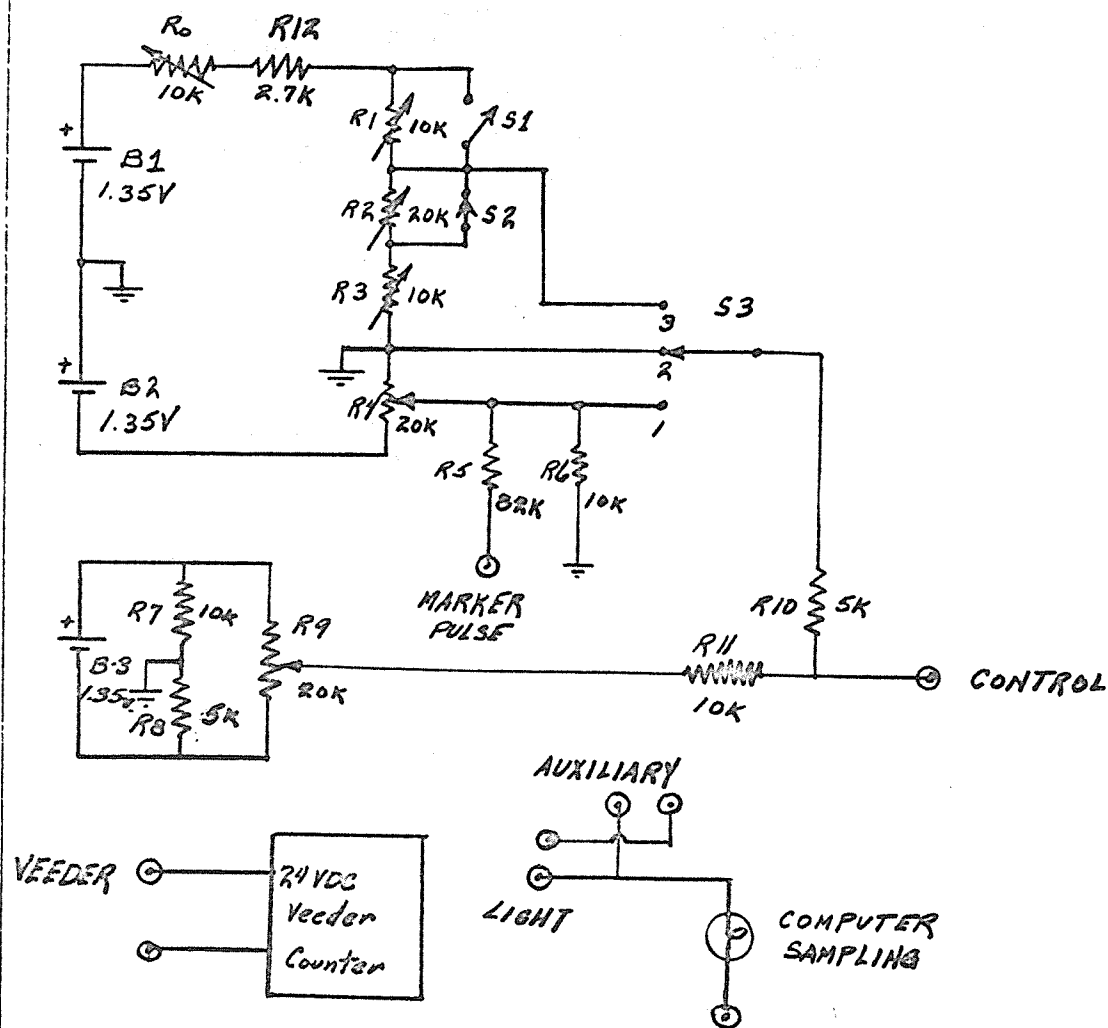 Ro
R12
10K
2.7K
R1
10K
S1
+
B1
1.35V
R2
20K
S2
R3
10K
3
S3
2
+
B2
1.35V
R4
20K
1
R5
82K
R6
10K
MARKER
PULSE
R7
10K
R9
20K
+
B-3
1.35V
R8
5K
R10
5K
R11
10K
CONTROL
AUXILIARY
VEEDER
24 VDC
Veeder
Counter
LIGHT
COMPUTER
SAMPLING